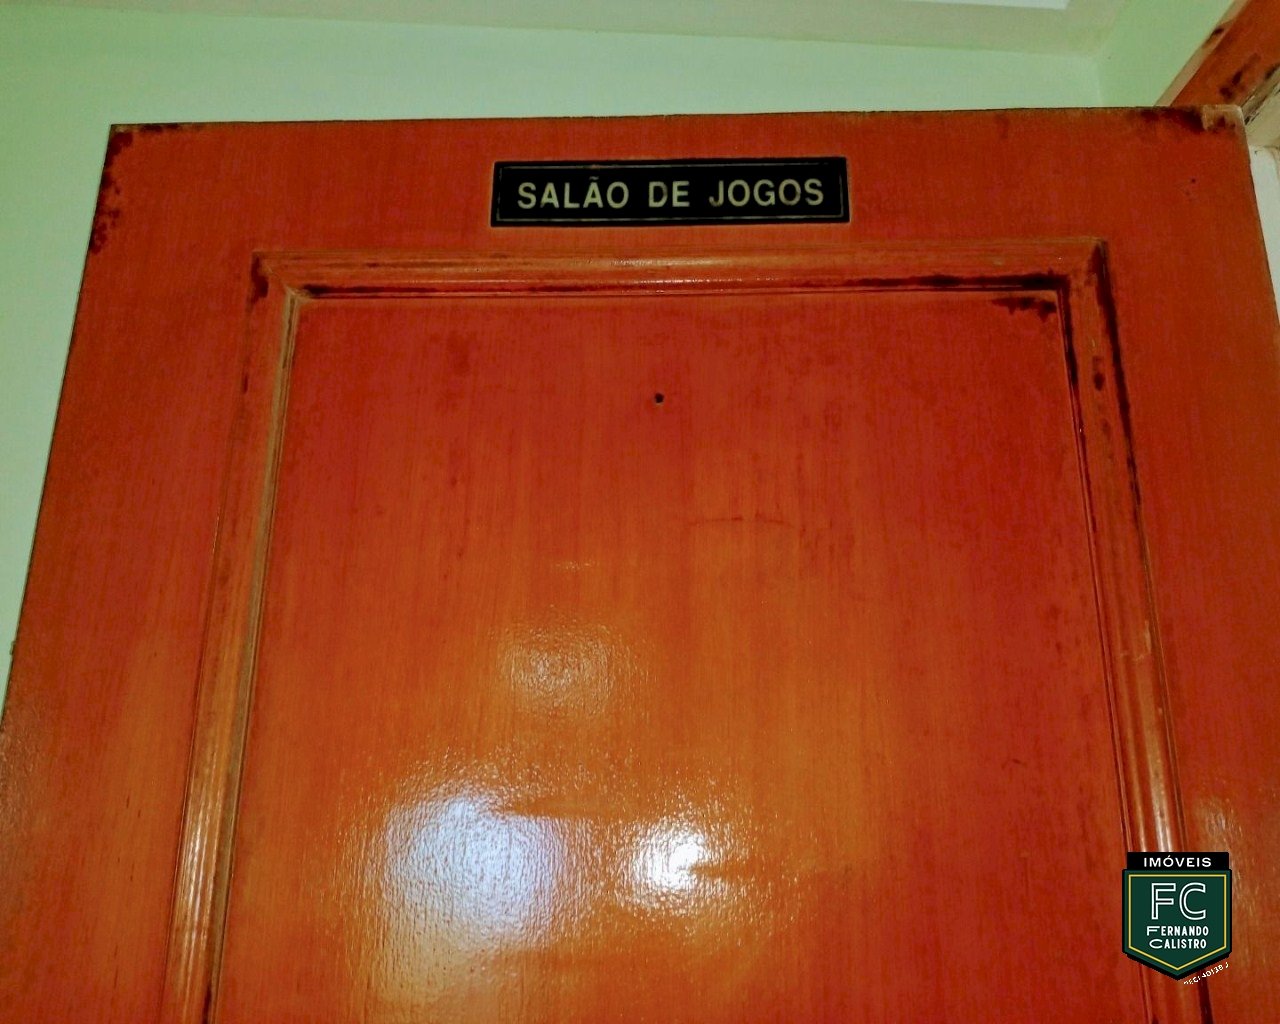 SALÃO DE JOGOS
IMÓVEIS
FC
FERNANDO
CALISTRO